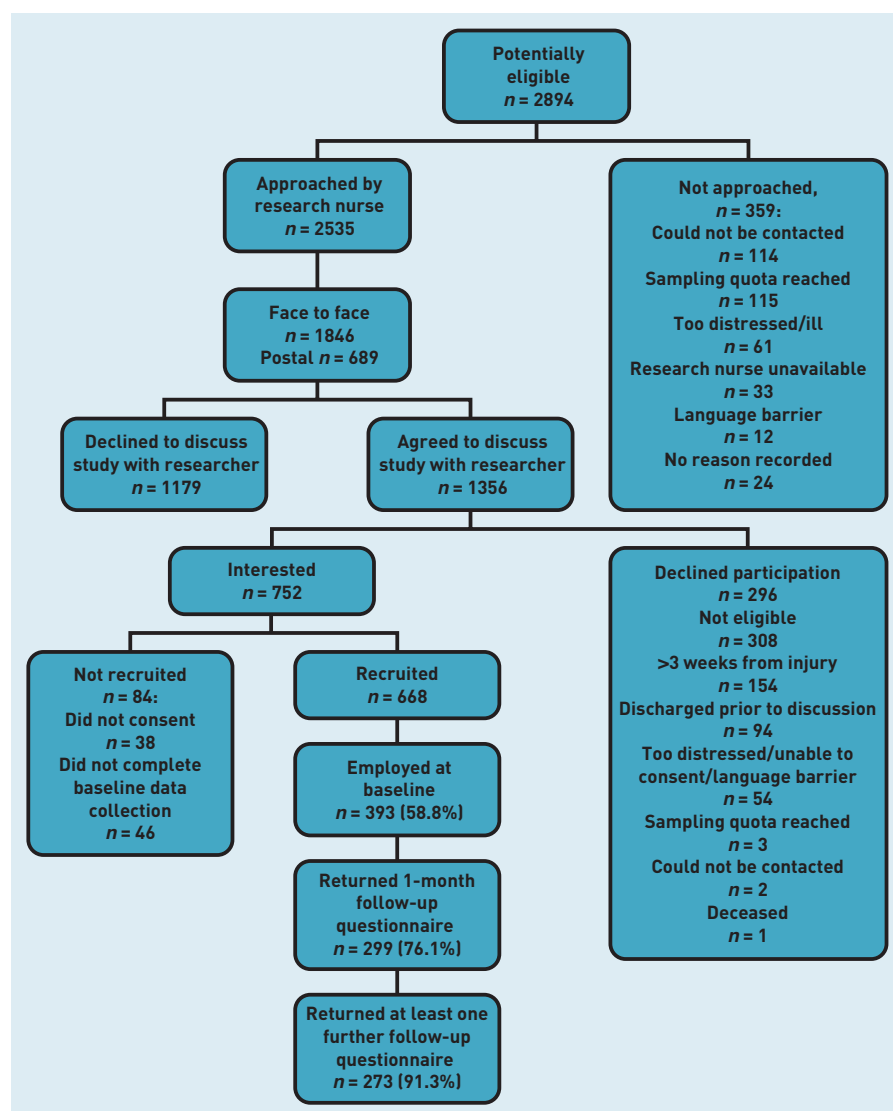 Potentially
eligible
n = 2894
Approached by
research nurse
n = 2535
Not approached,
n = 359:
Could not be contacted
n = 114
Sampling quota reached
n = 115
Too distressed/ill
n = 61
Research nurse unavailable
n = 33
Language barrier
n = 12
No reason recorded
n = 24
Face to face
n = 1846
Postal n = 689
Declined to discuss
study with researcher
n = 1179
Agreed to discuss
study with researcher
n = 1356
Interested
n = 752
Declined participation
n = 296
Not eligible
n = 308
>3 weeks from injury
n = 154
Discharged prior to discussion
n = 94
Too distressed/unable to
consent/language barrier
n = 54
Sampling quota reached
n = 3
Could not be contacted
n = 2
Deceased
n = 1
Not recruited
n = 84:
Did not consent
n = 38
Did not complete
baseline data
collection
n = 46
Recruited
n = 668
Employed at
baseline
n = 393 (58.8%)
Returned 1-month
follow-up
questionnaire
n = 299 (76.1%)
Returned at least one
further follow-up
questionnaire
n = 273 (91.3%)